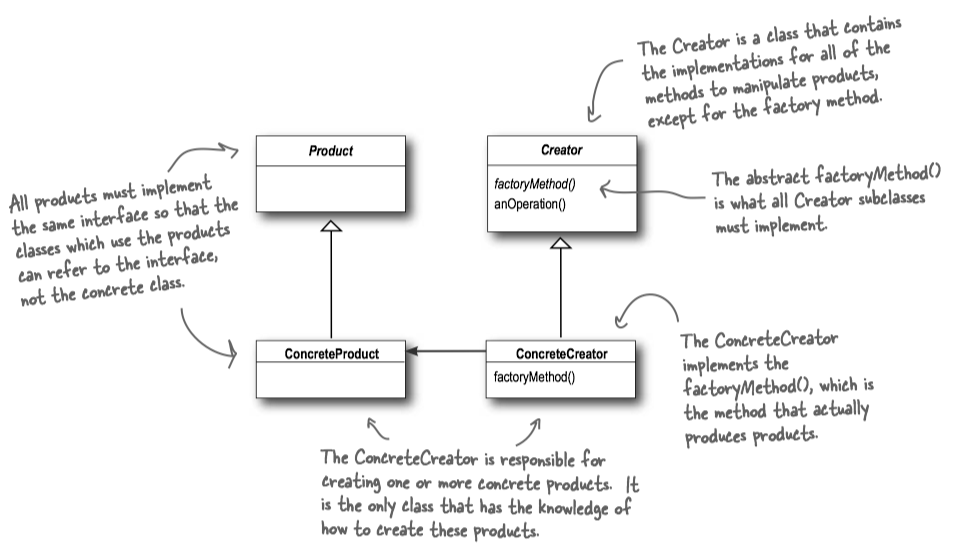 The Creator is a class that contains
the implementations for all of the
methods to manipulate products,
except for the factory method.
Product
Creator
factoryMethod()
anOperation()
The abstract factoryMethod()
is what all Creator subclasses
must implement.
All products must implement
the same interface so that the
classes which use the products
can refer to the interface,
not the concrete class.
ConcreteProduct
ConcreteCreator
factoryMethod()
The ConcreteCreator
implements the
factoryMethod(), which is
the method that actually
produces products.
The ConcreteCreator is responsible for
creating one or more concrete products. It
is the only class that has the knowledge of
how to create these products.